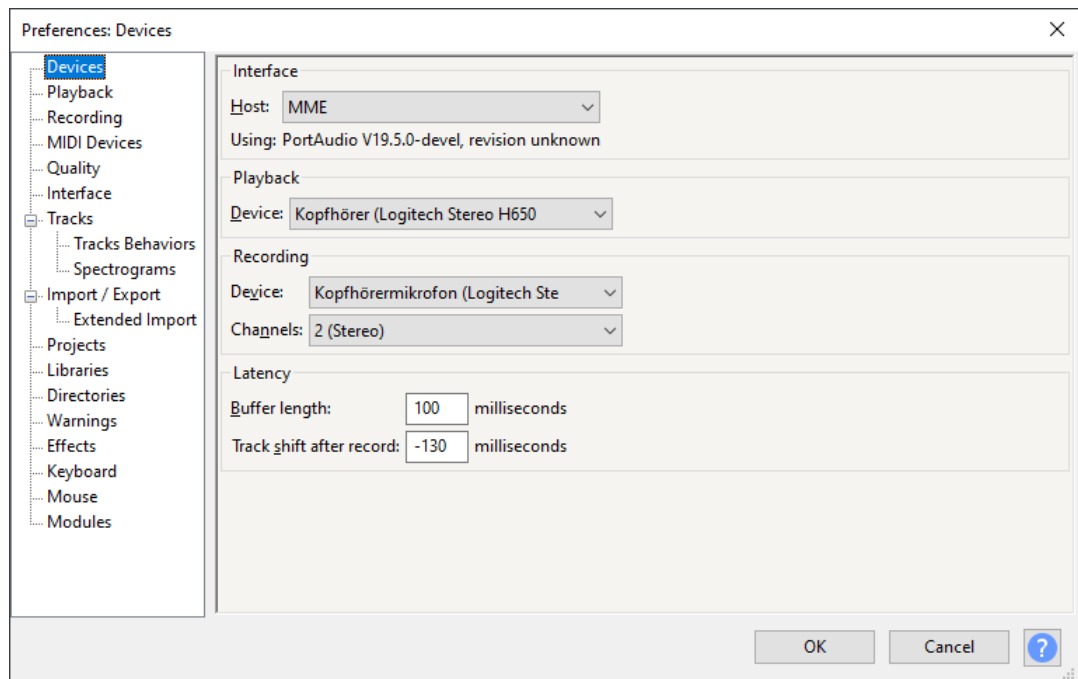 Preferences: Devices
Devices
Playback
Recording
MIDI Devices
Quality
Interface
Tracks
Tracks Behaviors
Spectrograms
Import / Export
Extended Import
Projects
Libraries
Directories
Warnings
Effects
Keyboard
Mouse
Modules
Interface
Host: MME
Using: PortAudio V19.5.0-devel, revision unknown
Playback
Device: Kopfhörer (Logitech Stereo H650
Recording
Device: Kopfhörermikrofon (Logitech Ste
Channels: 2 (Stereo)
Latency
Buffer length: 100 milliseconds
Track shift after record: -130 milliseconds
OK Cancel ?